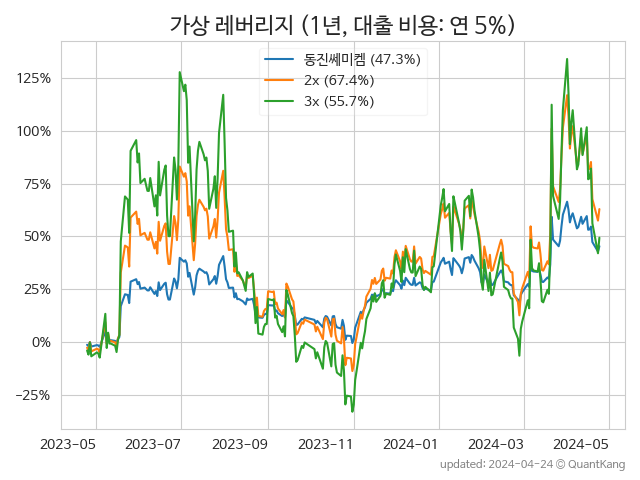 가상 레버리지 (1년, 대출 비용: 연 5%)
동진쎄미켐 (47.3%)
2x (67.4%)
3x (55.7%)
125%
100%
75%
50%
25%
0%
−25%
2023-05 2023-07 2023-09 2023-11 2024-01 2024-03 2024-05
updated: 2024-04-24 © QuantKang